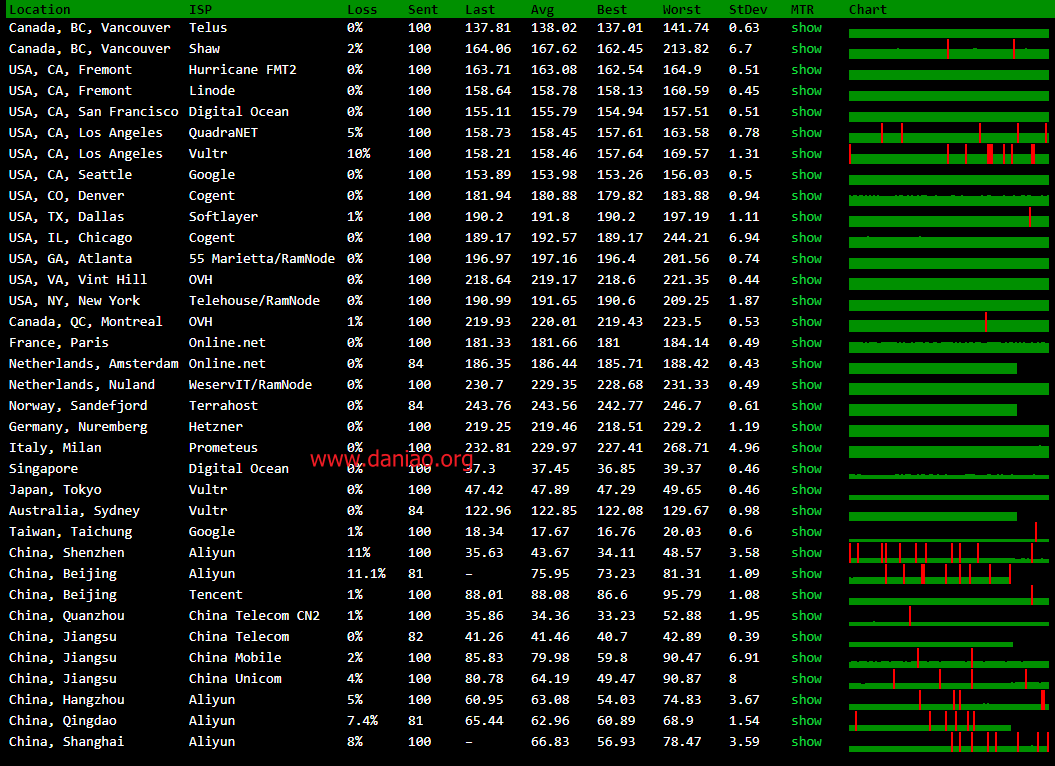 Location ISP Loss Sent Last Avg Best Worst StDev MTR Chart
Canada, BC, Vancouver Telus 0% 100 137.81 138.02 137.01 141.74 0.63 show
Canada, BC, Vancouver Shaw 2% 100 164.06 167.62 162.45 213.82 6.7 show
USA, CA, Fremont Hurricane FMT2 0% 100 163.71 163.08 162.54 164.9 0.51 show
USA, CA, Fremont Linode 0% 100 158.64 158.78 158.13 160.59 0.45 show
USA, CA, San Francisco Digital Ocean 0% 100 155.11 155.79 154.94 157.51 0.51 show
USA, CA, Los Angeles QuadraNET 5% 100 158.73 158.45 157.61 163.58 0.78 show
USA, CA, Los Angeles Vultr 10% 100 158.21 158.46 157.64 169.57 1.31 show
USA, CA, Seattle Google 0% 100 153.89 153.98 153.26 156.03 0.5 show
USA, CO, Denver Cogent 0% 100 181.94 180.88 179.82 183.88 0.94 show
USA, TX, Dallas Softlayer 1% 100 190.2 191.8 190.2 197.19 1.11 show
USA, IL, Chicago Cogent 0% 100 189.17 192.57 189.17 244.21 6.94 show
USA, GA, Atlanta 55 Marietta/RamNode 0% 100 196.97 197.16 196.4 201.56 0.74 show
USA, VA, Vint Hill OVH 0% 100 218.64 219.17 218.6 221.35 0.44 show
USA, NY, New York Telehouse/RamNode 0% 100 190.99 191.65 190.6 209.25 1.87 show
Canada, QC, Montreal OVH 1% 100 219.93 220.01 219.43 223.5 0.53 show
France, Paris Online.net 0% 100 181.33 181.66 181 184.14 0.49 show
Netherlands, Amsterdam Online.net 0% 84 186.35 186.44 185.71 188.42 0.43 show
Netherlands, Nuland WeservIT/RamNode 0% 100 230.7 229.35 228.68 231.33 0.49 show
Norway, Sandefjord Terrahost 0% 84 243.76 243.56 242.77 246.7 0.61 show
Germany, Nuremberg Hetzner 0% 100 219.25 219.46 218.51 229.2 1.19 show
Italy, Milan Prometeus 0% 100 232.81 229.97 227.41 268.71 4.96 show
www.daniao.org
Singapore Digital Ocean 0% 100 37.3 37.45 36.85 39.37 0.46 show
Japan, Tokyo Vultr 0% 100 47.42 47.89 47.29 49.65 0.46 show
Australia, Sydney Vultr 0% 84 122.96 122.85 122.08 129.67 0.98 show
Taiwan, Taichung Google 1% 100 18.34 17.67 16.76 20.03 0.6 show
China, Shenzhen Aliyun 11% 100 35.63 43.67 34.11 48.57 3.58 show
China, Beijing Aliyun 11.1% 81 – 75.95 73.23 81.31 1.09 show
China, Beijing Tencent 1% 100 88.01 88.08 86.6 95.79 1.08 show
China, Quanzhou China Telecom CN2 1% 100 35.86 34.36 33.23 52.88 1.95 show
China, Jiangsu China Telecom 0% 82 41.26 41.46 40.7 42.89 0.39 show
China, Jiangsu China Mobile 2% 100 85.83 79.98 59.8 90.47 6.91 show
China, Jiangsu China Unicom 4% 100 80.78 64.19 49.47 90.87 8 show
China, Hangzhou Aliyun 5% 100 60.95 63.08 54.03 74.83 3.67 show
China, Qingdao Aliyun 7.4% 81 65.44 62.96 60.89 68.9 1.54 show
China, Shanghai Aliyun 8% 100 – 66.83 56.93 78.47 3.59 show